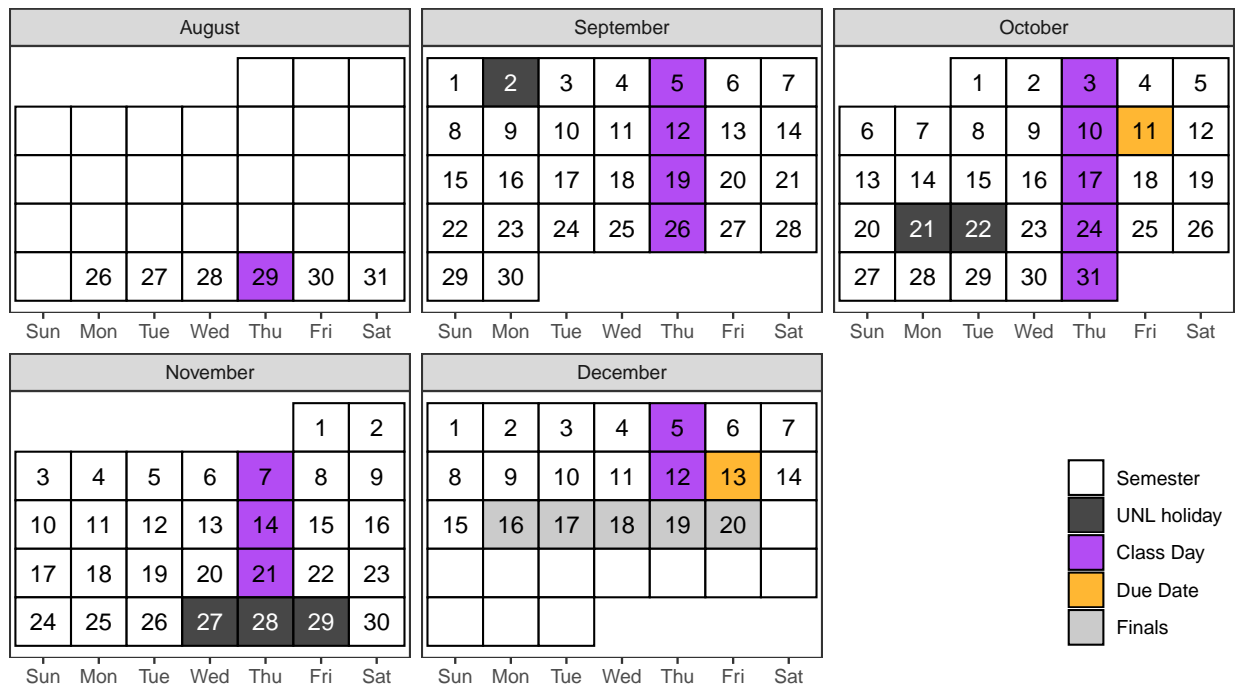 August
26 27 28 29 30 31
Sun Mon Tue Wed Thu Fri Sat
September
1 2 3 4 5 6 7
8 9 10 11 12 13 14
15 16 17 18 19 20 21
22 23 24 25 26 27 28
29 30
Sun Mon Tue Wed Thu Fri Sat
October
1 2 3 4 5
6 7 8 9 10 11 12
13 14 15 16 17 18 19
20 21 22 23 24 25 26
27 28 29 30 31
Sun Mon Tue Wed Thu Fri Sat
November
1 2
3 4 5 6 7 8 9
10 11 12 13 14 15 16
17 18 19 20 21 22 23
24 25 26 27 28 29 30
Sun Mon Tue Wed Thu Fri Sat
December
1 2 3 4 5 6 7
8 9 10 11 12 13 14
15 16 17 18 19 20
Sun Mon Tue Wed Thu Fri Sat
Semester
UNL holiday
Class Day
Due Date
Finals